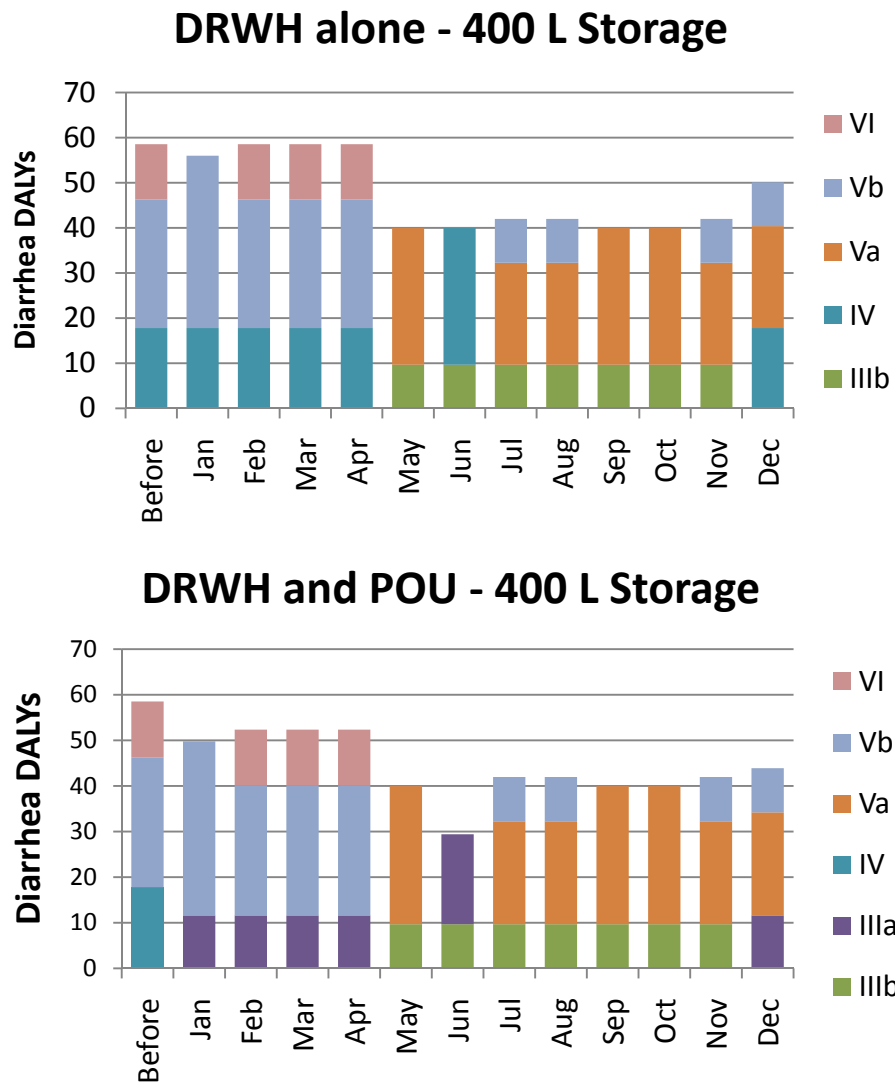 DRWH alone - 400 L Storage
Diarrhea DALYs
70
60
50
40
30
20
10
0
Before
Jan
Feb
Mar
Apr
May
Jun
Jul
Aug
Sep
Oct
Nov
Dec
VI
Vb
Va
IV
IIIb
DRWH and POU - 400 L Storage
Diarrhea DALYs
70
60
50
40
30
20
10
0
Before
Jan
Feb
Mar
Apr
May
Jun
Jul
Aug
Sep
Oct
Nov
Dec
VI
Vb
Va
IV
IIIa
IIIb